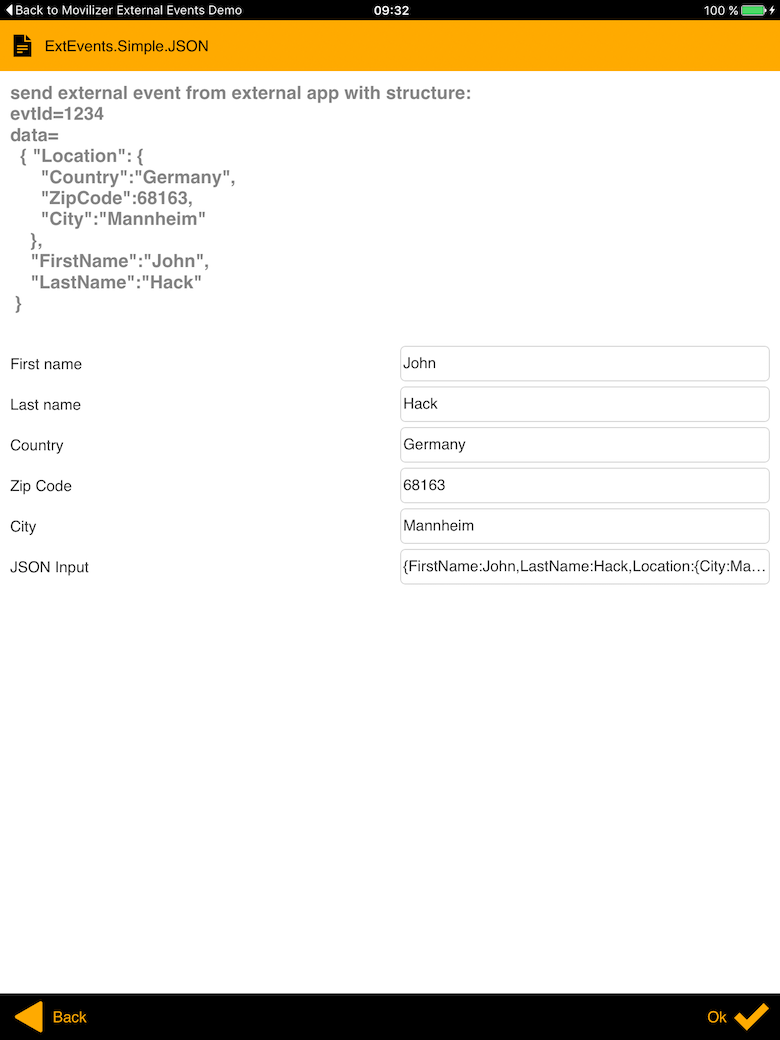 Back to Movilizer External Events Demo 09:32 100 %
ExtEvents.Simple.JSON
send external event from external app with structure:
evtId=1234
data=
{ "Location": {
"Country":"Germany",
"ZipCode":68163,
"City":"Mannheim"
},
"FirstName":"John",
"LastName":"Hack"
}
First name John
Last name Hack
Country Germany
Zip Code 68163
City Mannheim
JSON Input {FirstName:John,LastName:Hack,Location:{City:Ma...
Back Ok